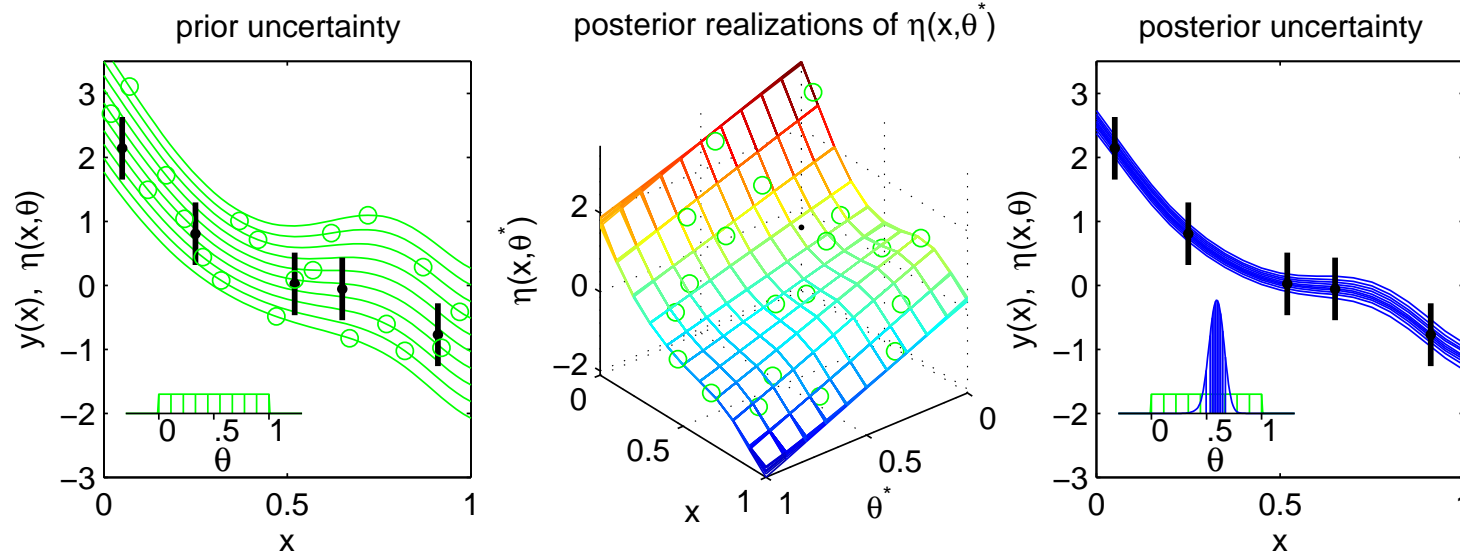 prior uncertainty
y(x), η(x,θ)
3
2
1
0
−1
−2
−3
0 .5 1
θ
0 0.5 1
x
posterior realizations of η(x,θ*)
η(x,θ*)
2
0
−2
0
0.5
1
x
0
0.5
1
θ*
posterior uncertainty
y(x), η(x,θ)
3
2
1
0
−1
−2
−3
0 .5 1
θ
0 0.5 1
x